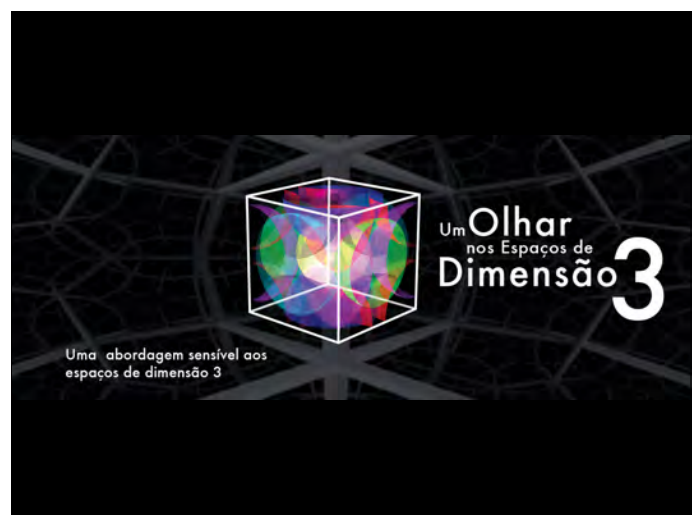 Um Olhar
nos Espaços de
Dimensão 3
Uma abordagem sensível aos
espaços de dimensão 3